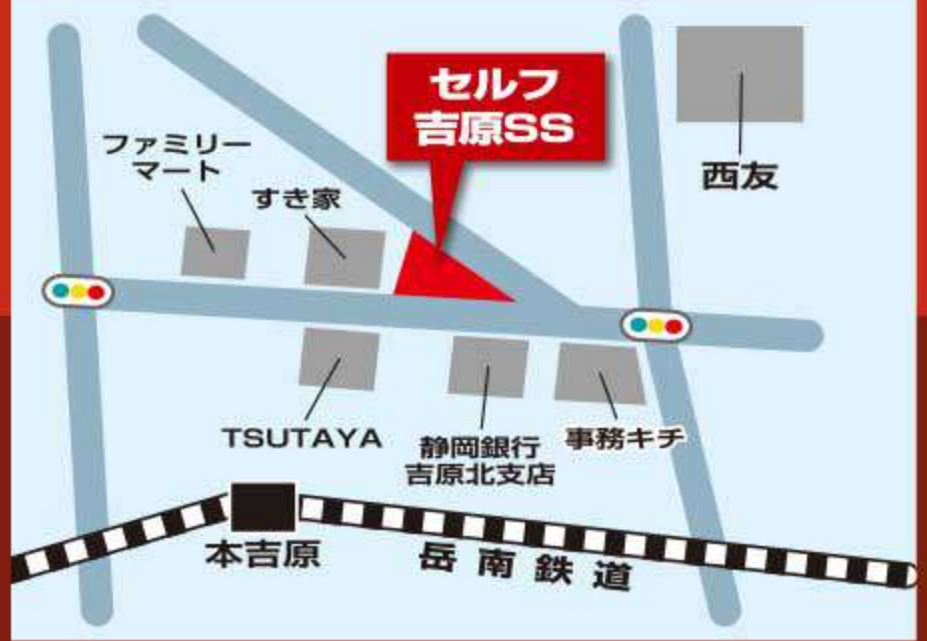 セルフ
吉原SS
西友
ファミリー
マート
すき家
TSUTAYA
静岡銀行
吉原北支店
事務キチ
本吉原
岳南鉄道